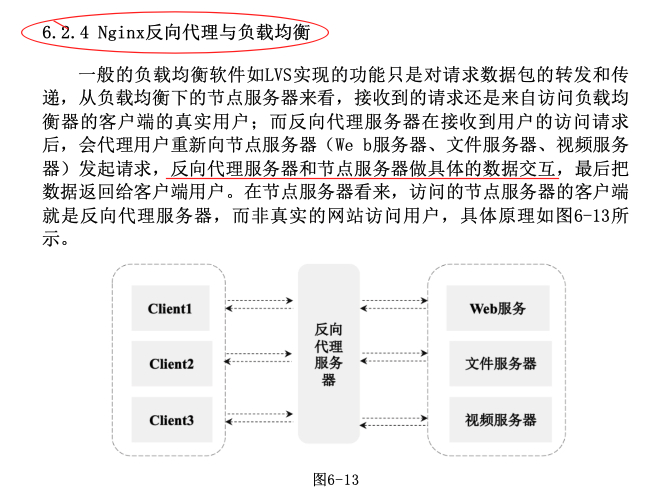 6.2.4 Nginx反向代理与负载均衡
一般的负载均衡软件如LVS实现的功能只是对请求数据包的转发和传
递，从负载均衡下的节点服务器来看，接收到的请求还是来自访问负载均
衡器的客户端的真实用户；而反向代理服务器在接收到用户的访问请求
后，会代理用户重新向节点服务器（We b服务器、文件服务器、视频服务
器）发起请求，反向代理服务器和节点服务器做具体的数据交互，最后把
数据返回给客户端用户。在节点服务器看来，访问的节点服务器的客户端
就是反向代理服务器，而非真实的网站访问用户，具体原理如图6-13所
示。
Client1
Client2
Client3
反向
代理
服务
器
Web服务
文件服务器
视频服务器
图6-13